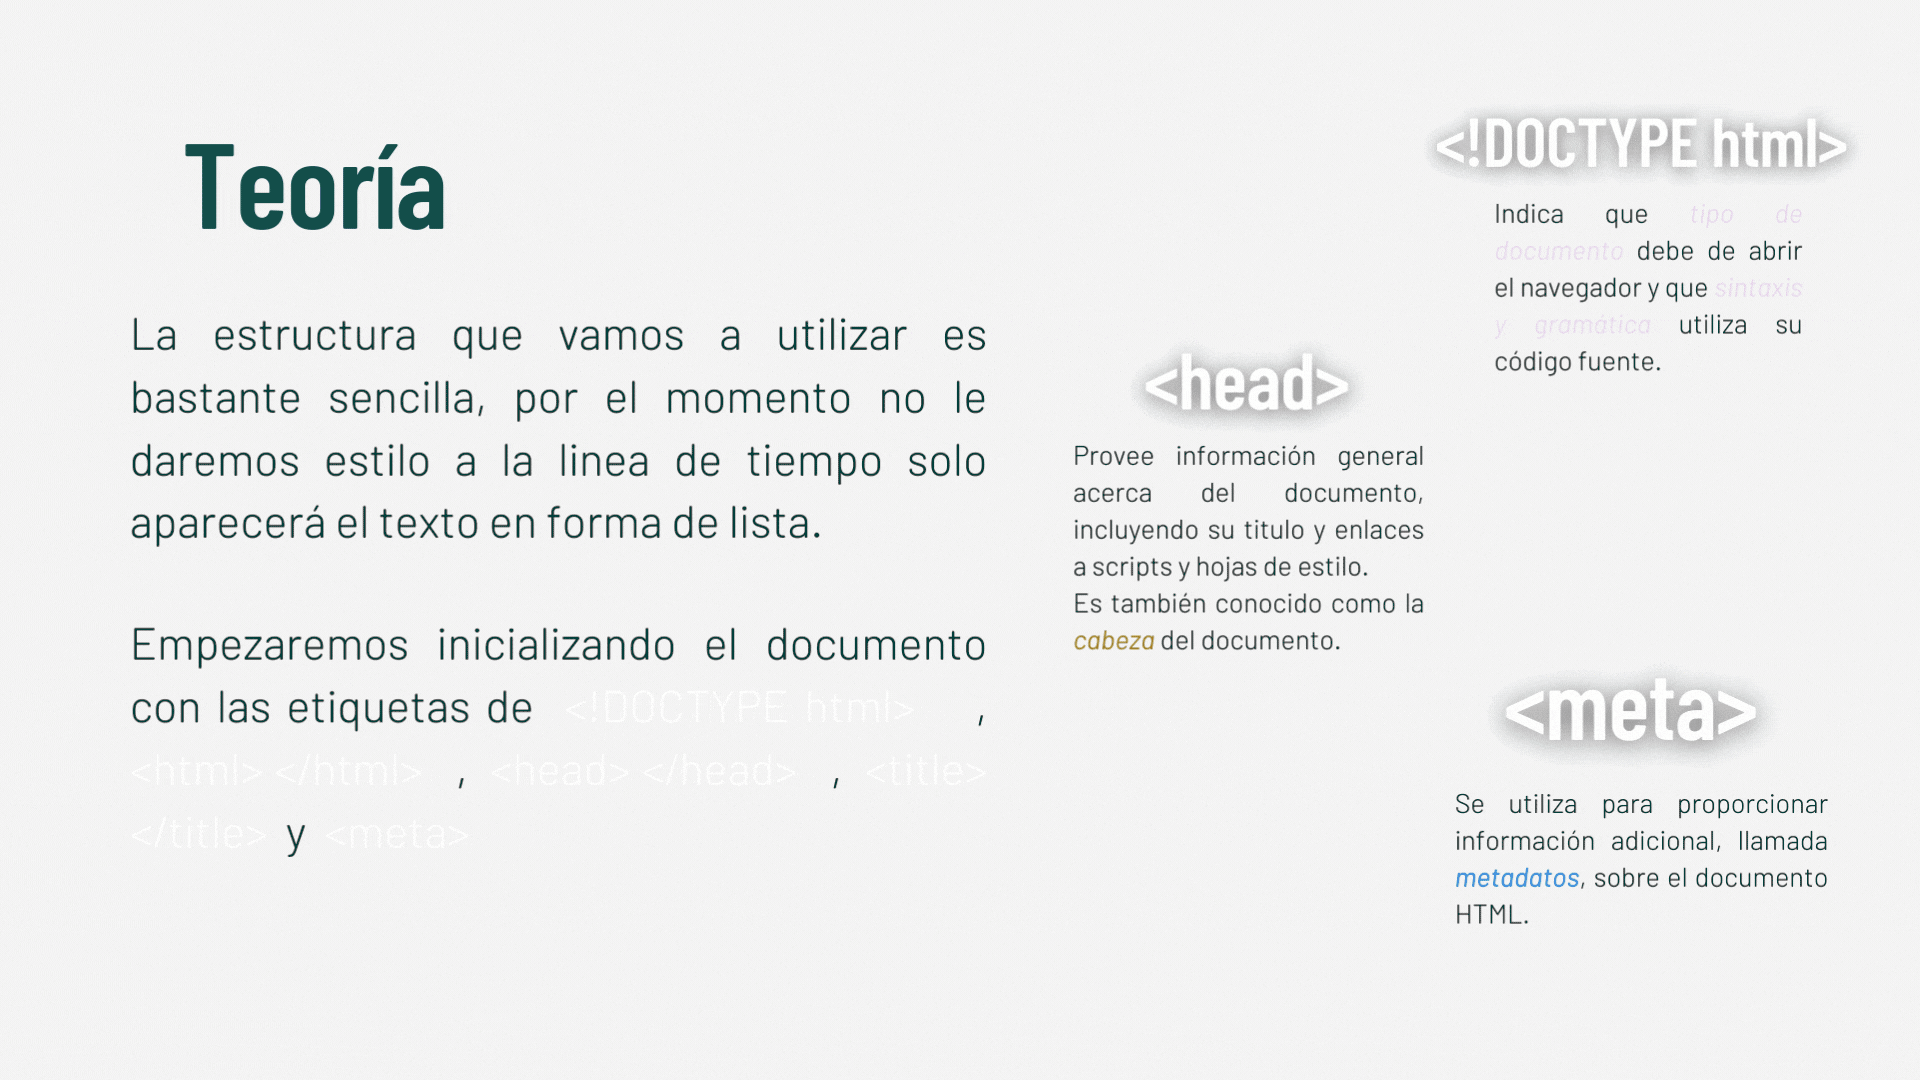 Teoría
La estructura que vamos a utilizar es
bastante sencilla, por el momento no le
daremos estilo a la linea de tiempo solo
aparecerá el texto en forma de lista.
Empezaremos inicializando el documento
con las etiquetas de <!DOCTYPE html> ,
<html> </html> , <head> </head> , <title>
</title> y <meta>
<!DOCTYPE html>
Indica que tipo de
documento debe de abrir
el navegador y que sintaxis
y gramática utiliza su
código fuente.
<head>
Provee información general
acerca del documento,
incluyendo su titulo y enlaces
a scripts y hojas de estilo.
Es también conocido como la
cabeza del documento.
<meta>
Se utiliza para proporcionar
información adicional, llamada
metadatos, sobre el documento
HTML.